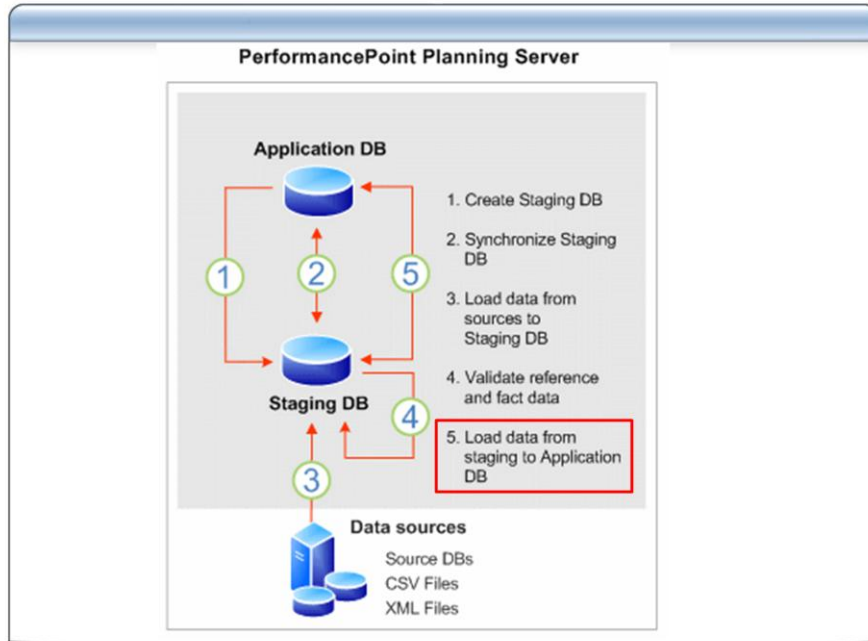 PerformancePoint Planning Server
Application DB
1
2
5
Staging DB
4
3
1. Create Staging DB
2. Synchronize Staging
DB
3. Load data from
sources to
Staging DB
4. Validate reference
and fact data
5. Load data from
staging to Application
DB
Data sources
Source DBs
CSV Files
XML Files